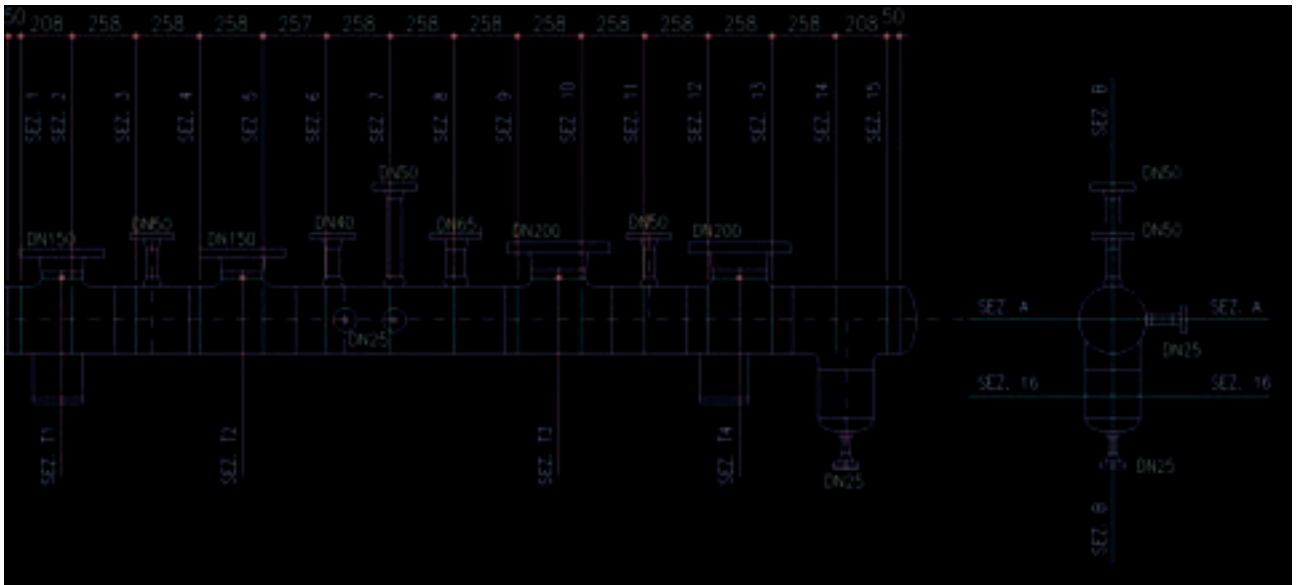 50 208 258 258 258 257 258 258 258 258 258 258 258 258 208 50
SEZ. 1
SEZ. 2
SEZ. 3
SEZ. 4
SEZ. 5
SEZ. 6
SEZ. 7
SEZ. 8
SEZ. 9
SEZ. 10
SEZ. 11
SEZ. 12
SEZ. 13
SEZ. 14
SEZ. 15
SEZ. B
DN50
DN50
DN150
DN50
DN150
DN40
DN65
DN200
DN50
DN200
DN50
SEZ. A
SEZ. A
DN25
DN25
SEZ. 16
SEZ. 16
SEZ. T1
SEZ. T2
SEZ. T3
SEZ. T4
DN25
DN25
SEZ. B